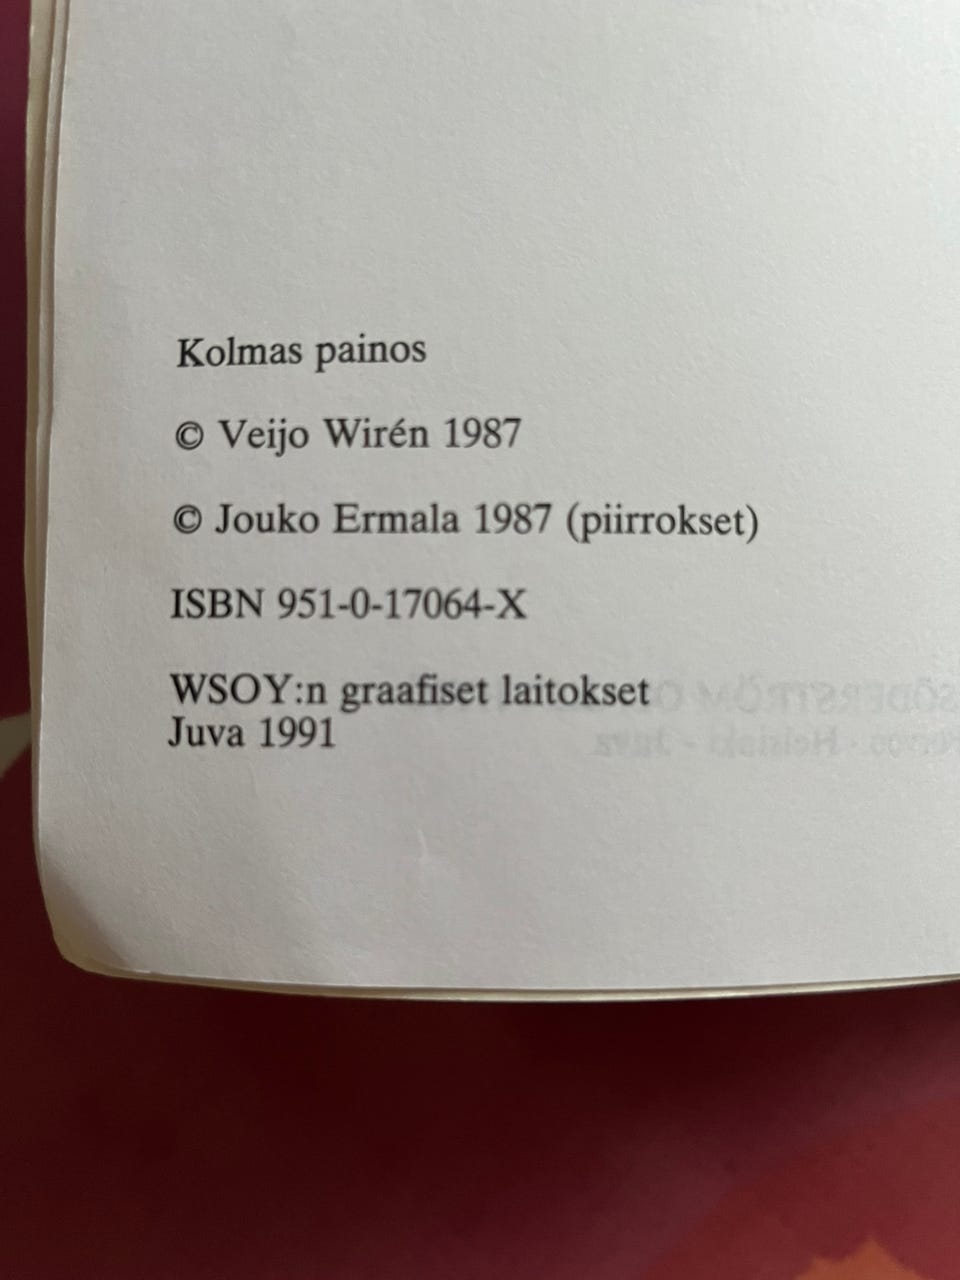 Kolmas painos
© Veijo Wirén 1987
© Jouko Ermala 1987 (piirrokset)
ISBN 951-0-17064-X
WSOY:n graafiset laitokset
Juva 1991